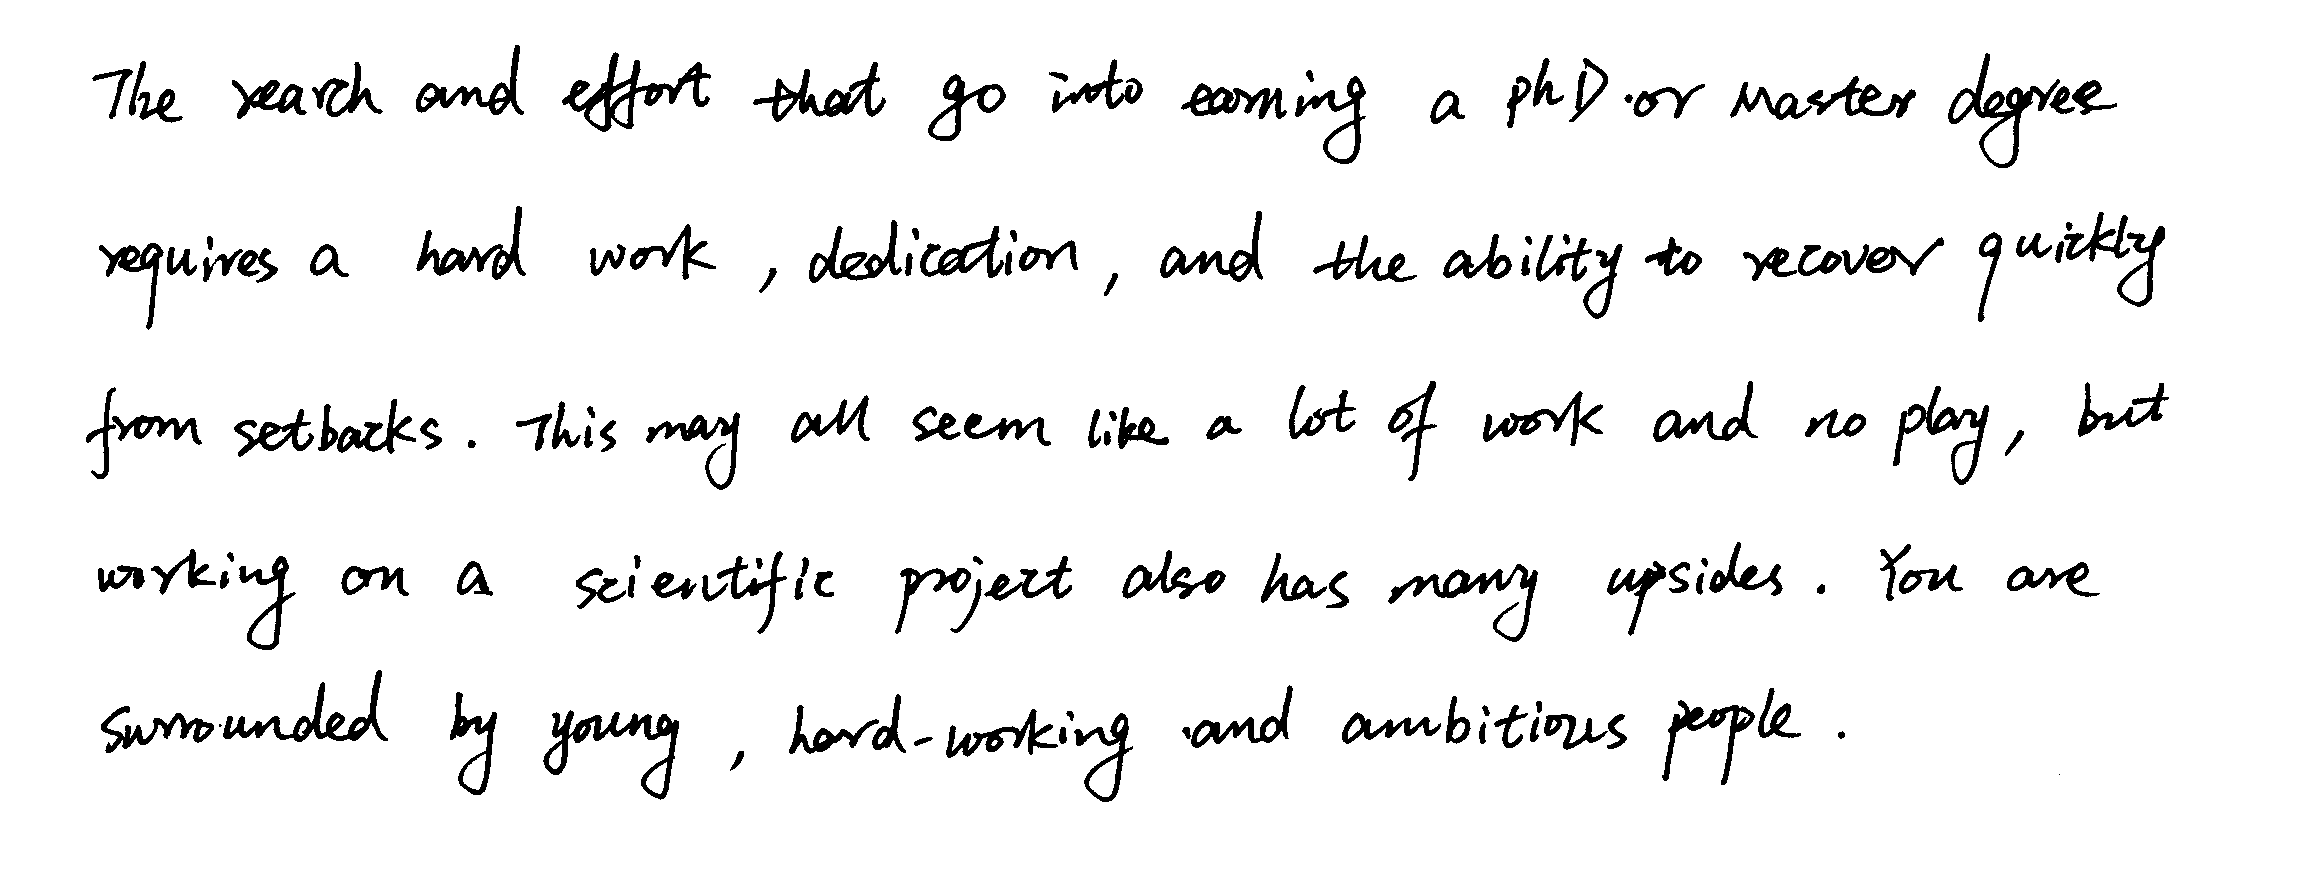 The rearch and effort that go into earning a phD or Master degree
requires a hard work, dedication, and the ability to recover quickly
from setbacks. This may all seem like a lot of work and no play, but
working on a scientific project also has many upsides. You are
surrounded by young, hard-working and ambitious people.